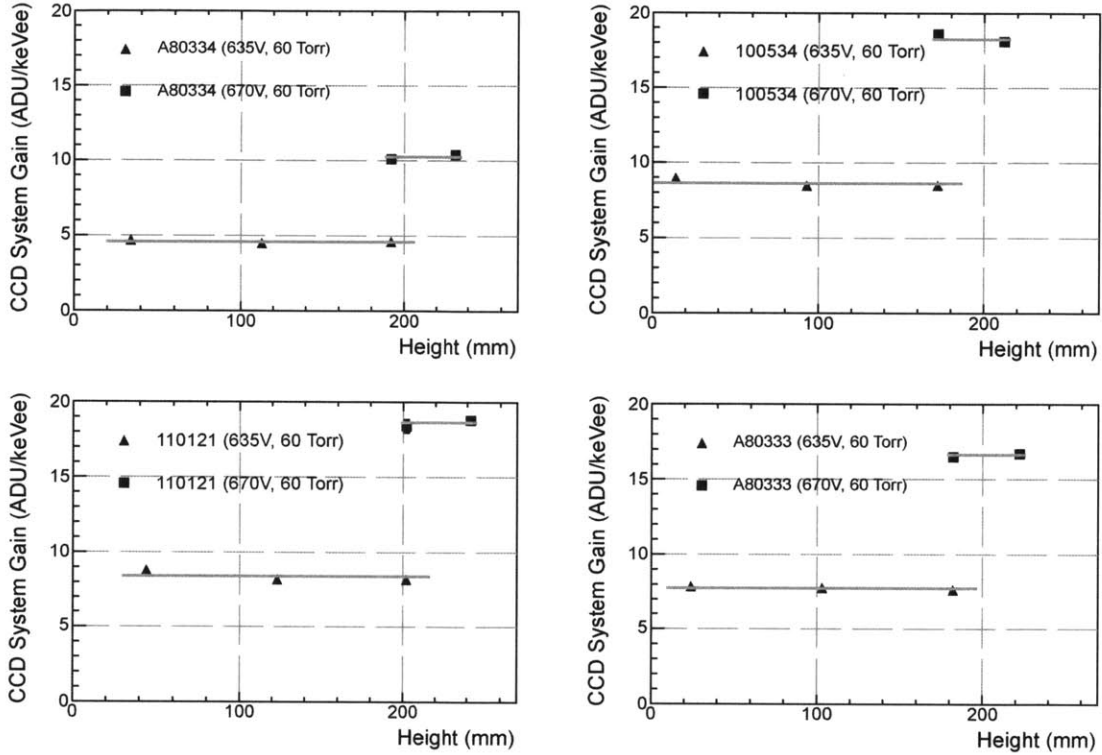 CCD System Gain (ADU/keVee)
20
15
10
5
0
A80334 (635V, 60 Torr)
A80334 (670V, 60 Torr)
100
200
Height (mm)
CCD System Gain (ADU/keVee)
20
15
10
5
0
0
100534 (635V, 60 Torr)
100534 (670V, 60 Torr)
100
200
Height (mm)
CCD System Gain (ADU/keVee)
20
15
10
5
0
0
110121 (635V, 60 Torr)
110121 (670V, 60 Torr)
100
200
Height (mm)
CCD System Gain (ADU/keVee)
20
15
10
5
0
0
A80333 (635V, 60 Torr)
A80333 (670V, 60 Torr)
100
200
Height (mm)